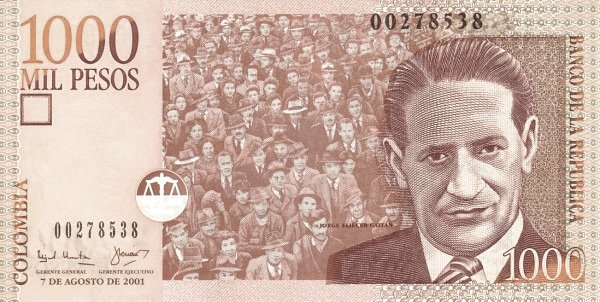 1000
MIL PESOS
00278538
BANCO DE LA REPUBLICA
COLOMBIA
00278538
JORGE ELIECER GAITAN
GERENTE GENERAL
GERENTE EJECUTIVO
7 DE AGOSTO DE 2001
1000